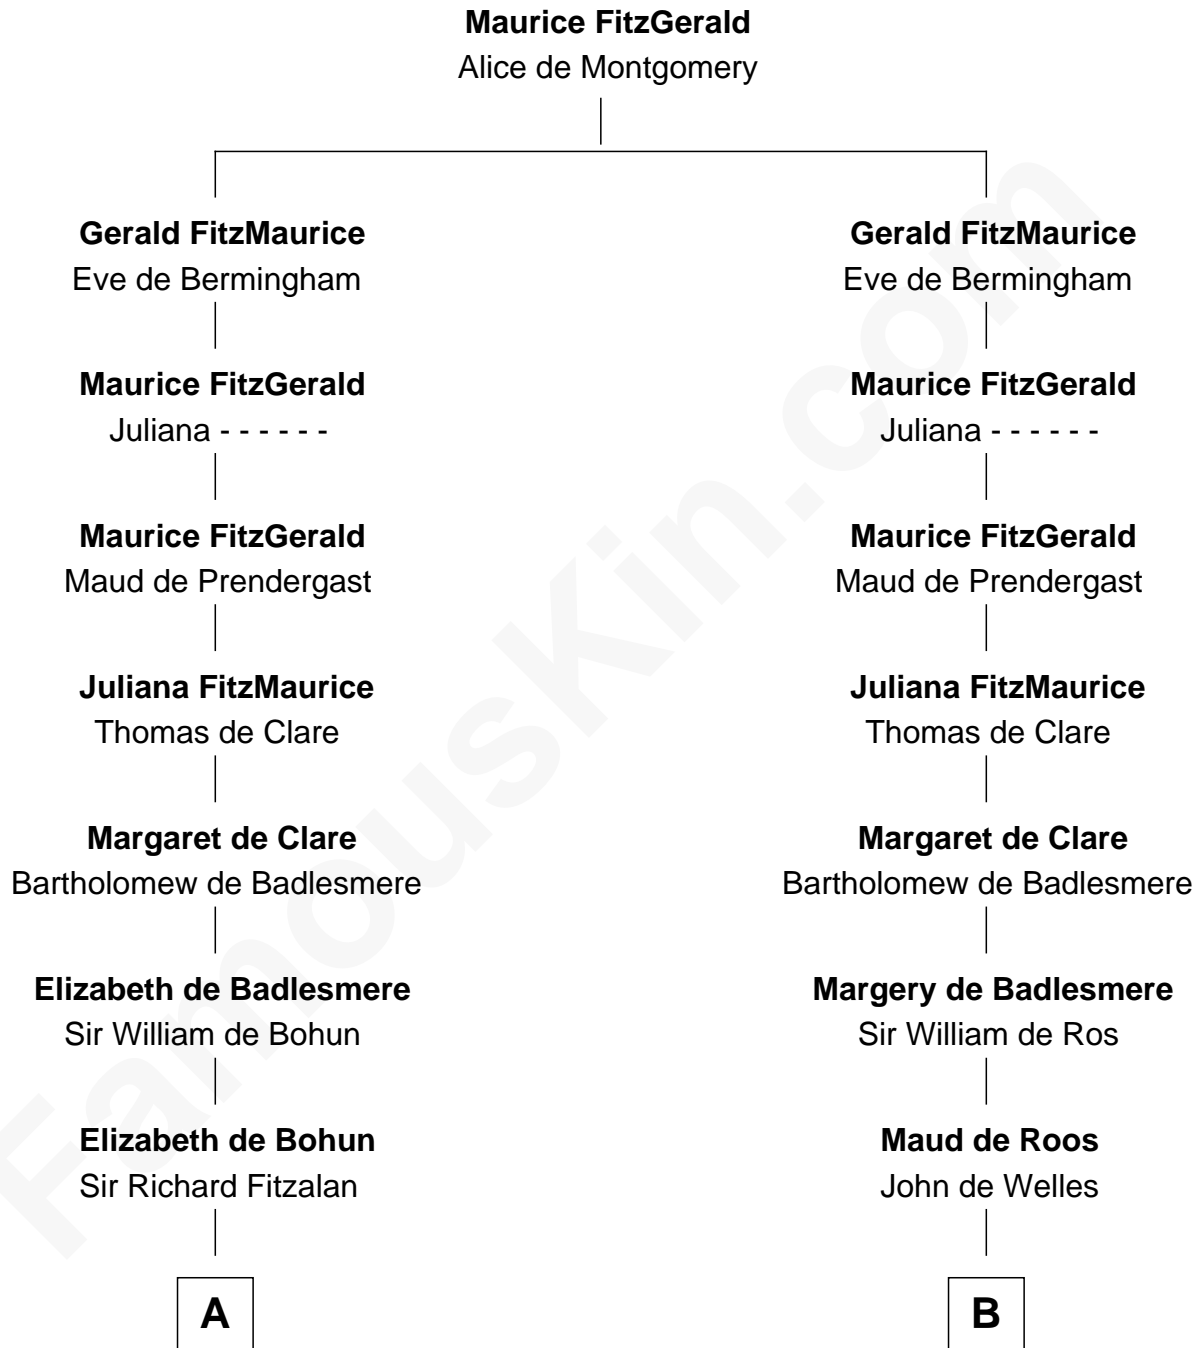 Maurice FitzGerald
Alice de Montgomery
Gerald FitzMaurice
Eve de Bermingham
Gerald FitzMaurice
Eve de Bermingham
Maurice FitzGerald
Juliana - - - - - -
Maurice FitzGerald
Juliana - - - - - -
Maurice FitzGerald
Maud de Prendergast
Maurice FitzGerald
Maud de Prendergast
Juliana FitzMaurice
Thomas de Clare
Juliana FitzMaurice
Thomas de Clare
Margaret de Clare
Bartholomew de Badlesmere
Margaret de Clare
Bartholomew de Badlesmere
Elizabeth de Badlesmere
Sir William de Bohun
Margery de Badlesmere
Sir William de Ros
Elizabeth de Bohun
Sir Richard Fitzalan
Maud de Roos
John de Welles
A
B
FamousKin.com